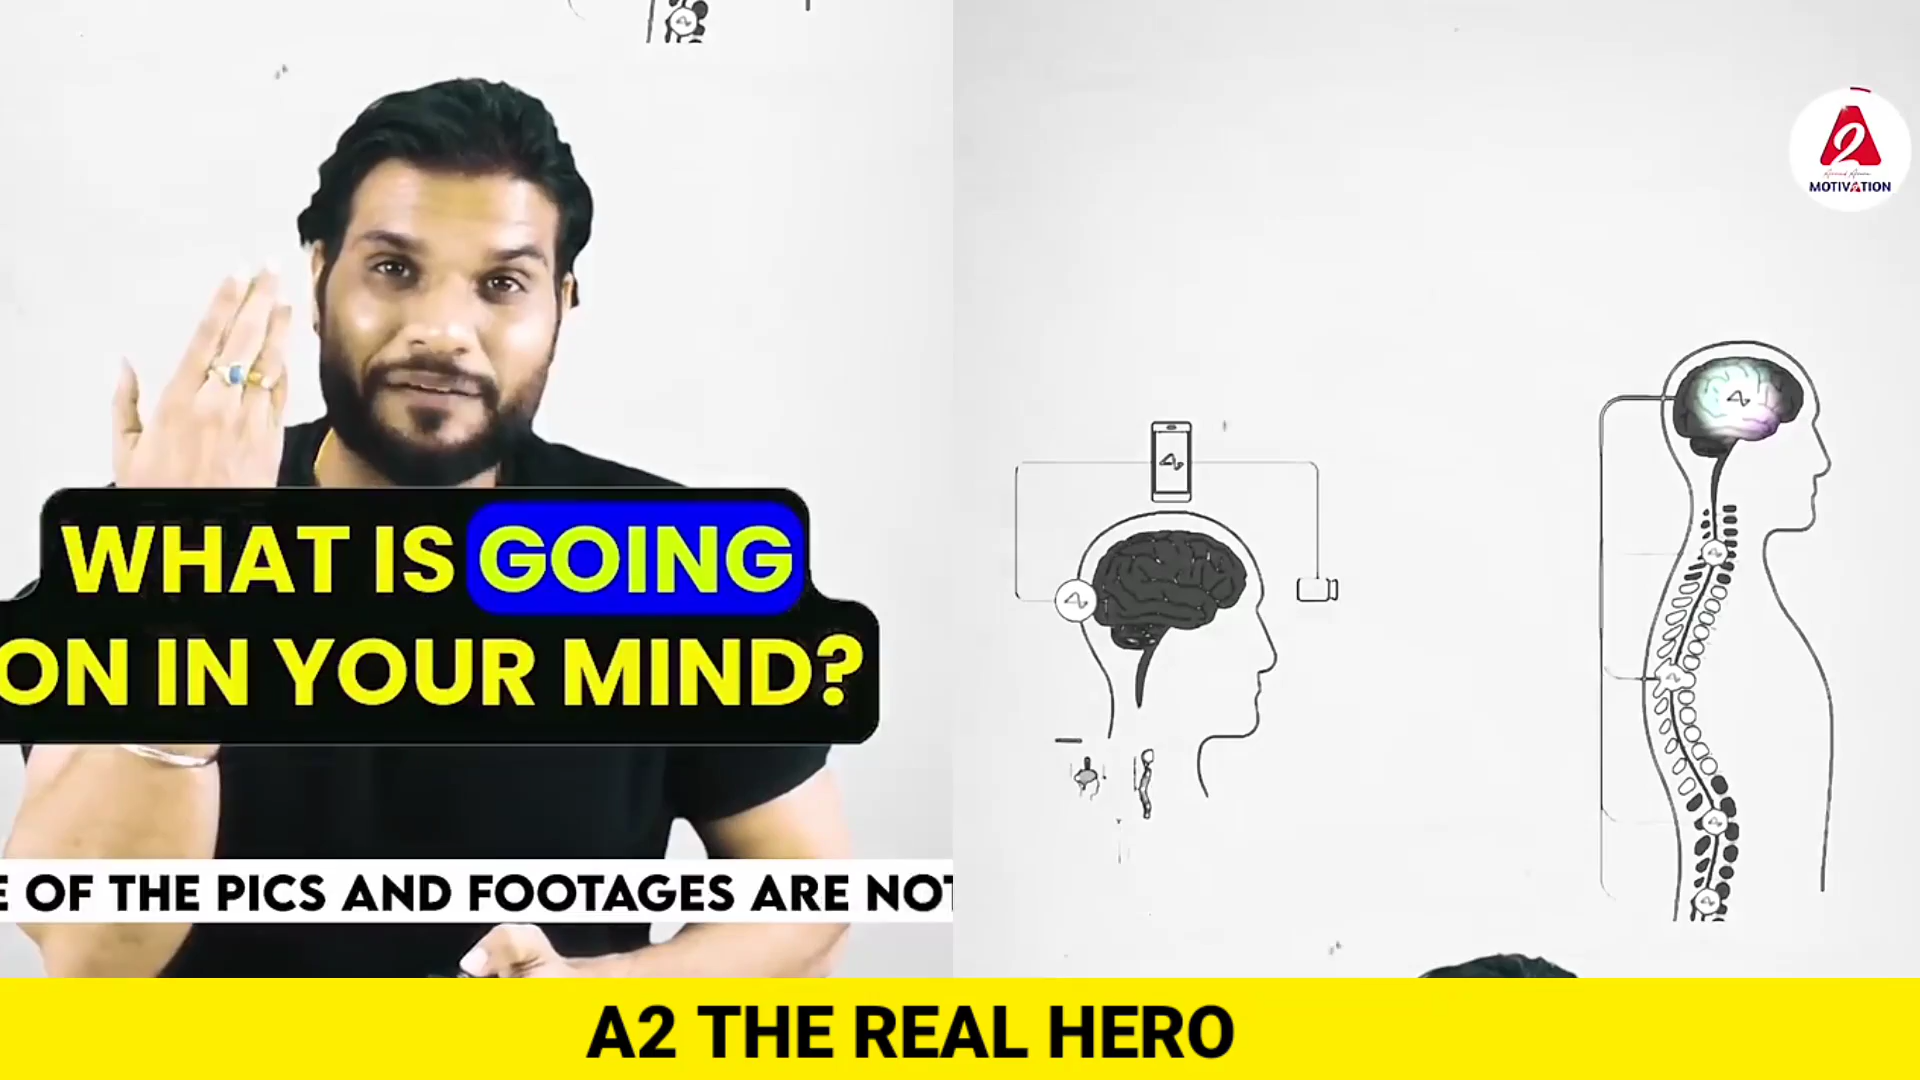 WHAT IS GOING
ON IN YOUR MIND?
E OF THE PICS AND FOOTAGES ARE NOT
A2
MOTIVATION
A2 THE REAL HERO